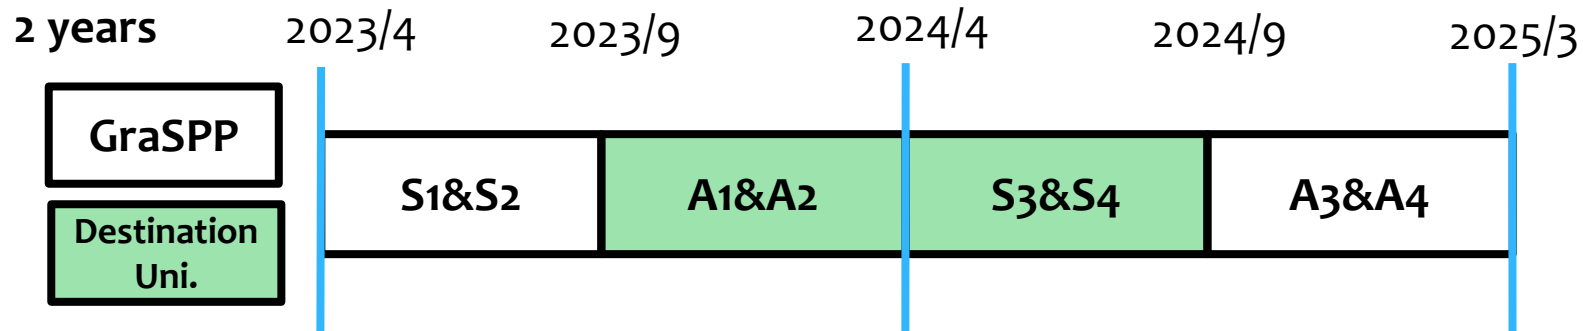 2 years 2023/4 2023/9 2024/4 2024/9 2025/3
GraSPP
Destination
Uni.
S1&S2 A1&A2 S3&S4 A3&A4